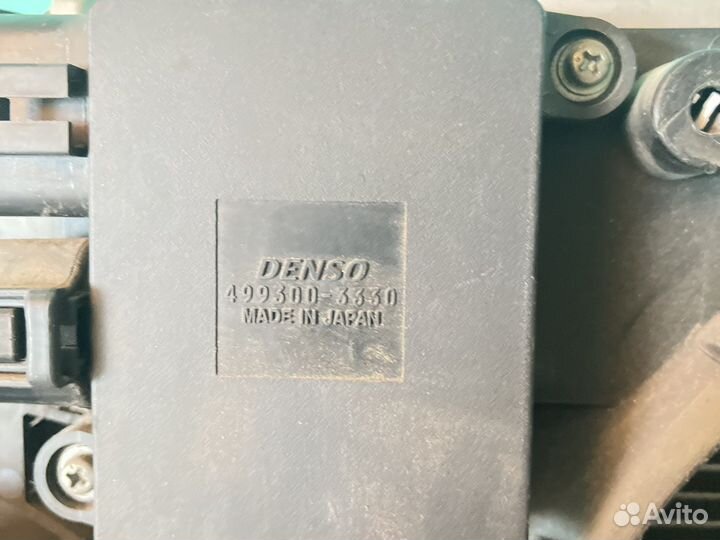 DENSO
499300-3330
MADE IN JAPAN
Avito